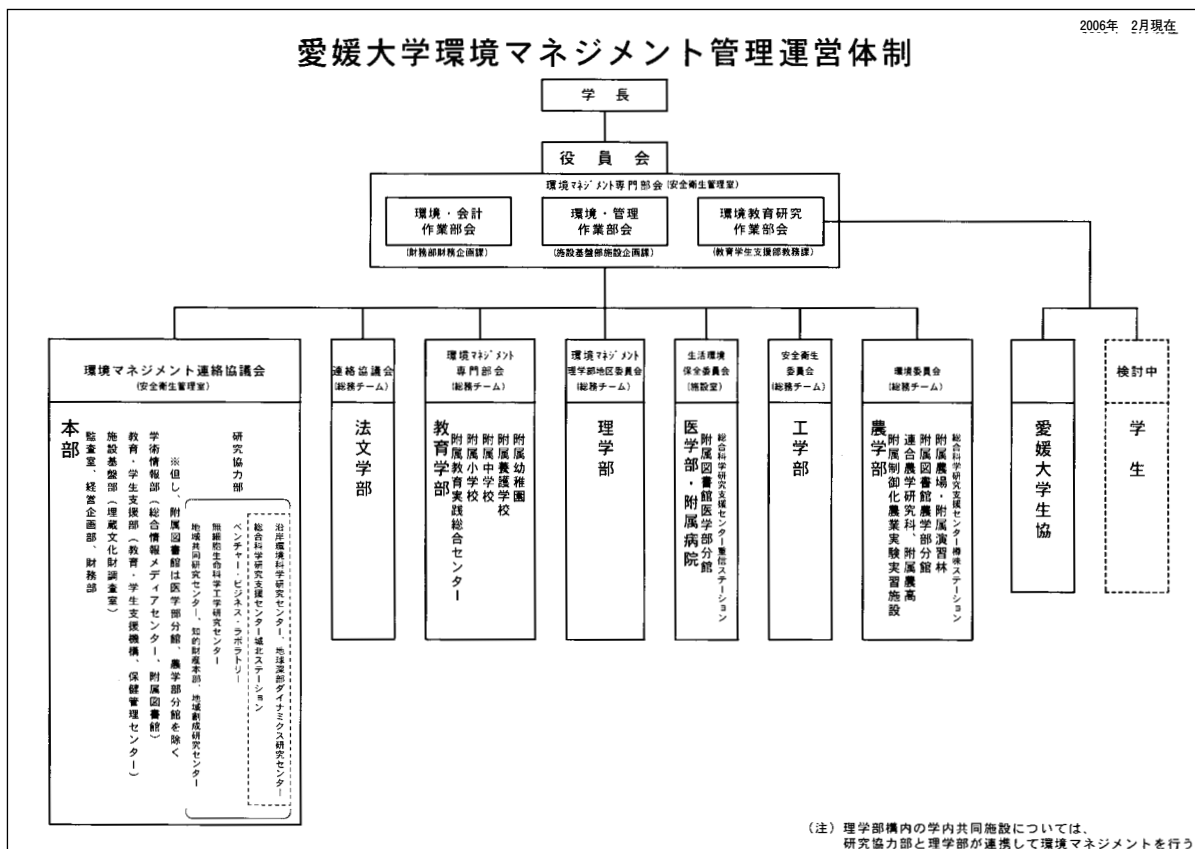 2006年 2月現在
愛媛大学環境マネジメント管理運営体制
学長
役員会
環境マネジメント専門部会(安全衛生管理室)
環境・会計
作業部会
(財務部財務企画課)
環境・管理
作業部会
(施設基盤部施設企画課)
環境教育研究
作業部会
(教育学生支援部教務課)
環境マネジメント連絡協議会
(安全衛生管理室)
本部
監査室、経営企画部、財務部
施設基盤部(埋蔵文化財調査室)
教育・学生支援部(教育・学生支援機構、保健管理センター)
学術情報部(総合情報メディアセンター、附属図書館)
※但し、附属図書館は医学部分館、農学部分館を除く
研究協力部
地域共同研究センター、知的財産本部、地域創成研究センター
無細胞生命科学工学研究センター
ベンチャー・ビジネス・ラボラトリー
総合科学研究支援センター城北ステーション
沿岸環境科学研究センター、地球深部ダイナミクス研究センター
連絡協議会
(総務チーム)
法文学部
環境マネジメント
専門部会
(総務チーム)
教育学部
附属教育実践総合センター
附属小学校
附属中学校
附属養護学校
附属幼稚園
環境マネジメント
理学部地区委員会
(総務チーム)
理学部
生活環境
保全委員会
(施設室)
医学部・附属病院
附属図書館医学部分館
総合科学研究支援センター重信ステーション
安全衛生
委員会
(総務チーム)
工学部
環境委員会
(総務チーム)
農学部
附属制御化農業実験実習施設
連合農学研究科、附属農高
附属図書館農学部分館
附属農場・附属演習林
総合科学研究支援センター樽味ステーション
愛媛大学生協
検討中
学生
(注) 理学部構内の学内共同施設については、
研究協力部と理学部が連携して環境マネジメントを行う